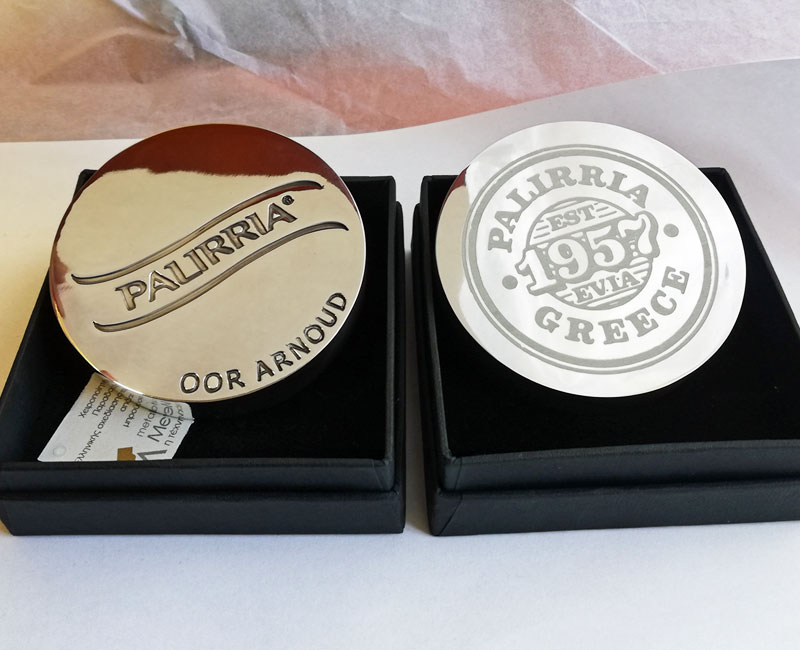 PALIRRIA®
OOR ARNOUD
PALIRRIA
EST
1957
EVIA
GREECE